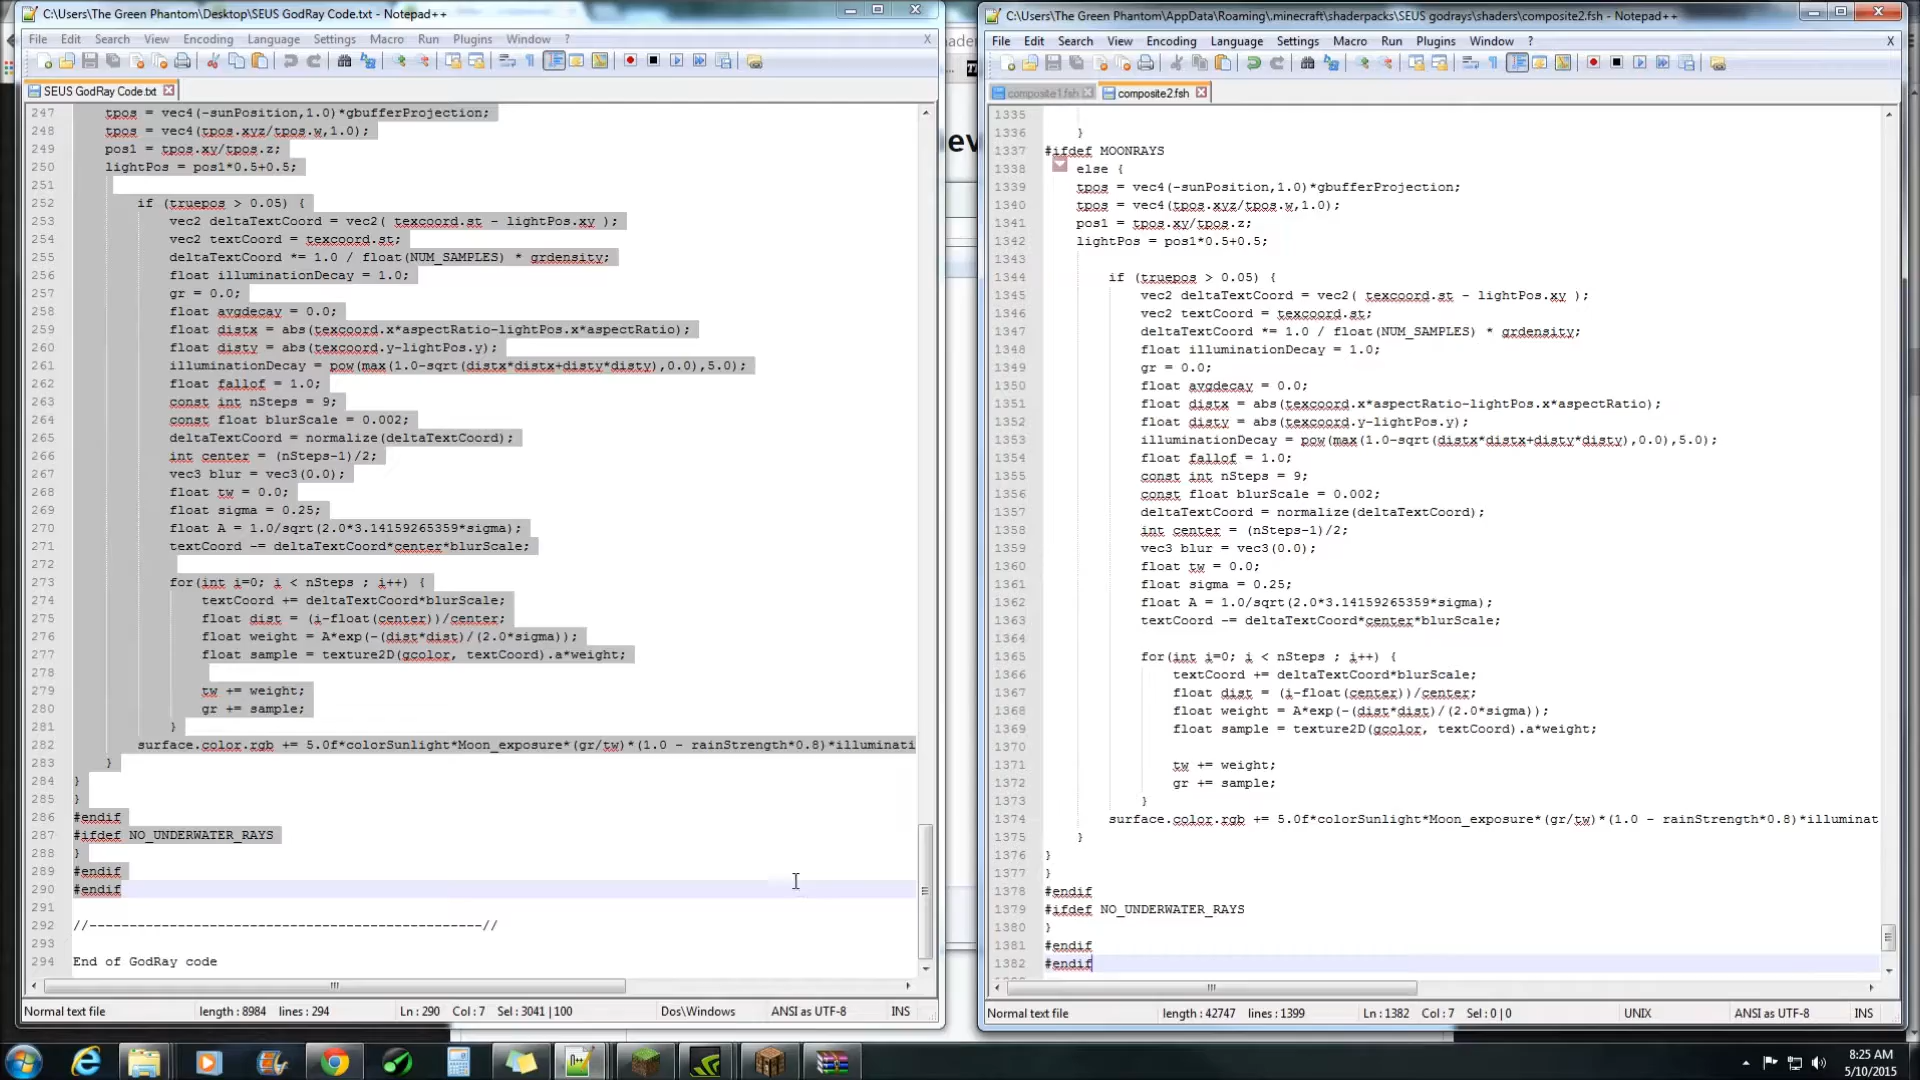 C:\Users\The Green Phantom\Desktop\SEUS GodRay Code.txt - Notepad++
File Edit Search View Encoding Language Settings Macro Run Plugins Window ? X
SEUS GodRay Code.txt
247 tpos = vec4(-sunPosition,1.0)*gbufferProjection;
248 tpos = vec4(tpos.xyz/tpos.w,1.0);
249 pos1 = tpos.xy/tpos.z;
250 lightPos = pos1*0.5+0.5;
251
252 if (truepos > 0.05) {
253 vec2 deltaTextCoord = vec2( texcoord.st - lightPos.xy );
254 vec2 textCoord = texcoord.st;
255 deltaTextCoord *= 1.0 / float(NUM_SAMPLES) * grdensity;
256 float illuminationDecay = 1.0;
257 gr = 0.0;
258 float avgdecay = 0.0;
259 float distx = abs(texcoord.x*aspectRatio-lightPos.x*aspectRatio);
260 float disty = abs(texcoord.y-lightPos.y);
261 illuminationDecay = pow(max(1.0-sqrt(distx*distx+disty*disty),0.0),5.0);
262 float fallof = 1.0;
263 const int nSteps = 9;
264 const float blurScale = 0.002;
265 deltaTextCoord = normalize(deltaTextCoord);
266 int center = (nSteps-1)/2;
267 vec3 blur = vec3(0.0);
268 float tw = 0.0;
269 float sigma = 0.25;
270 float A = 1.0/sqrt(2.0*3.14159265359*sigma);
271 textCoord -= deltaTextCoord*center*blurScale;
272
273 for(int i=0; i < nSteps ; i++) {
274 textCoord += deltaTextCoord*blurScale;
275 float dist = (i-float(center))/center;
276 float weight = A*exp(-(dist*dist)/(2.0*sigma));
277 float sample = texture2D(gcolor, textCoord).a*weight;
278
279 tw += weight;
280 gr += sample;
281 }
282 surface.color.rgb += 5.0f*colorSunlight*Moon_exposure*(gr/tw)*(1.0 - rainStrength*0.8)*illuminati
283 }
284 }
285 }
286 #endif
287 #ifdef NO_UNDERWATER_RAYS
288 }
289 #endif
290 #endif
291
292 //-------------------------------------------------//
293
294 End of GodRay code
Normal text file length : 8984 lines : 294 Ln : 290 Col : 7 Sel : 3041 | 100 Dos\Windows ANSI as UTF-8 INS
C:\Users\The Green Phantom\AppData\Roaming\.minecraft\shaderpacks\SEUS godrays\shaders\composite2.fsh - Notepad++
File Edit Search View Encoding Language Settings Macro Run Plugins Window ? X
composite1.fsh composite2.fsh
1335
1336 }
1337 #ifdef MOONRAYS
1338 else {
1339 tpos = vec4(-sunPosition,1.0)*gbufferProjection;
1340 tpos = vec4(tpos.xyz/tpos.w,1.0);
1341 pos1 = tpos.xy/tpos.z;
1342 lightPos = pos1*0.5+0.5;
1343
1344 if (truepos > 0.05) {
1345 vec2 deltaTextCoord = vec2( texcoord.st - lightPos.xy );
1346 vec2 textCoord = texcoord.st;
1347 deltaTextCoord *= 1.0 / float(NUM_SAMPLES) * grdensity;
1348 float illuminationDecay = 1.0;
1349 gr = 0.0;
1350 float avgdecay = 0.0;
1351 float distx = abs(texcoord.x*aspectRatio-lightPos.x*aspectRatio);
1352 float disty = abs(texcoord.y-lightPos.y);
1353 illuminationDecay = pow(max(1.0-sqrt(distx*distx+disty*disty),0.0),5.0);
1354 float fallof = 1.0;
1355 const int nSteps = 9;
1356 const float blurScale = 0.002;
1357 deltaTextCoord = normalize(deltaTextCoord);
1358 int center = (nSteps-1)/2;
1359 vec3 blur = vec3(0.0);
1360 float tw = 0.0;
1361 float sigma = 0.25;
1362 float A = 1.0/sqrt(2.0*3.14159265359*sigma);
1363 textCoord -= deltaTextCoord*center*blurScale;
1364
1365 for(int i=0; i < nSteps ; i++) {
1366 textCoord += deltaTextCoord*blurScale;
1367 float dist = (i-float(center))/center;
1368 float weight = A*exp(-(dist*dist)/(2.0*sigma));
1369 float sample = texture2D(gcolor, textCoord).a*weight;
1370
1371 tw += weight;
1372 gr += sample;
1373 }
1374 surface.color.rgb += 5.0f*colorSunlight*Moon_exposure*(gr/tw)*(1.0 - rainStrength*0.8)*illuminat
1375 }
1376 }
1377 }
1378 #endif
1379 #ifdef NO_UNDERWATER_RAYS
1380 }
1381 #endif
1382 #endif
Normal text file length : 42747 lines : 1399 Ln : 1382 Col : 7 Sel : 0 | 0 UNIX ANSI as UTF-8 INS
8:25 AM
5/10/2015